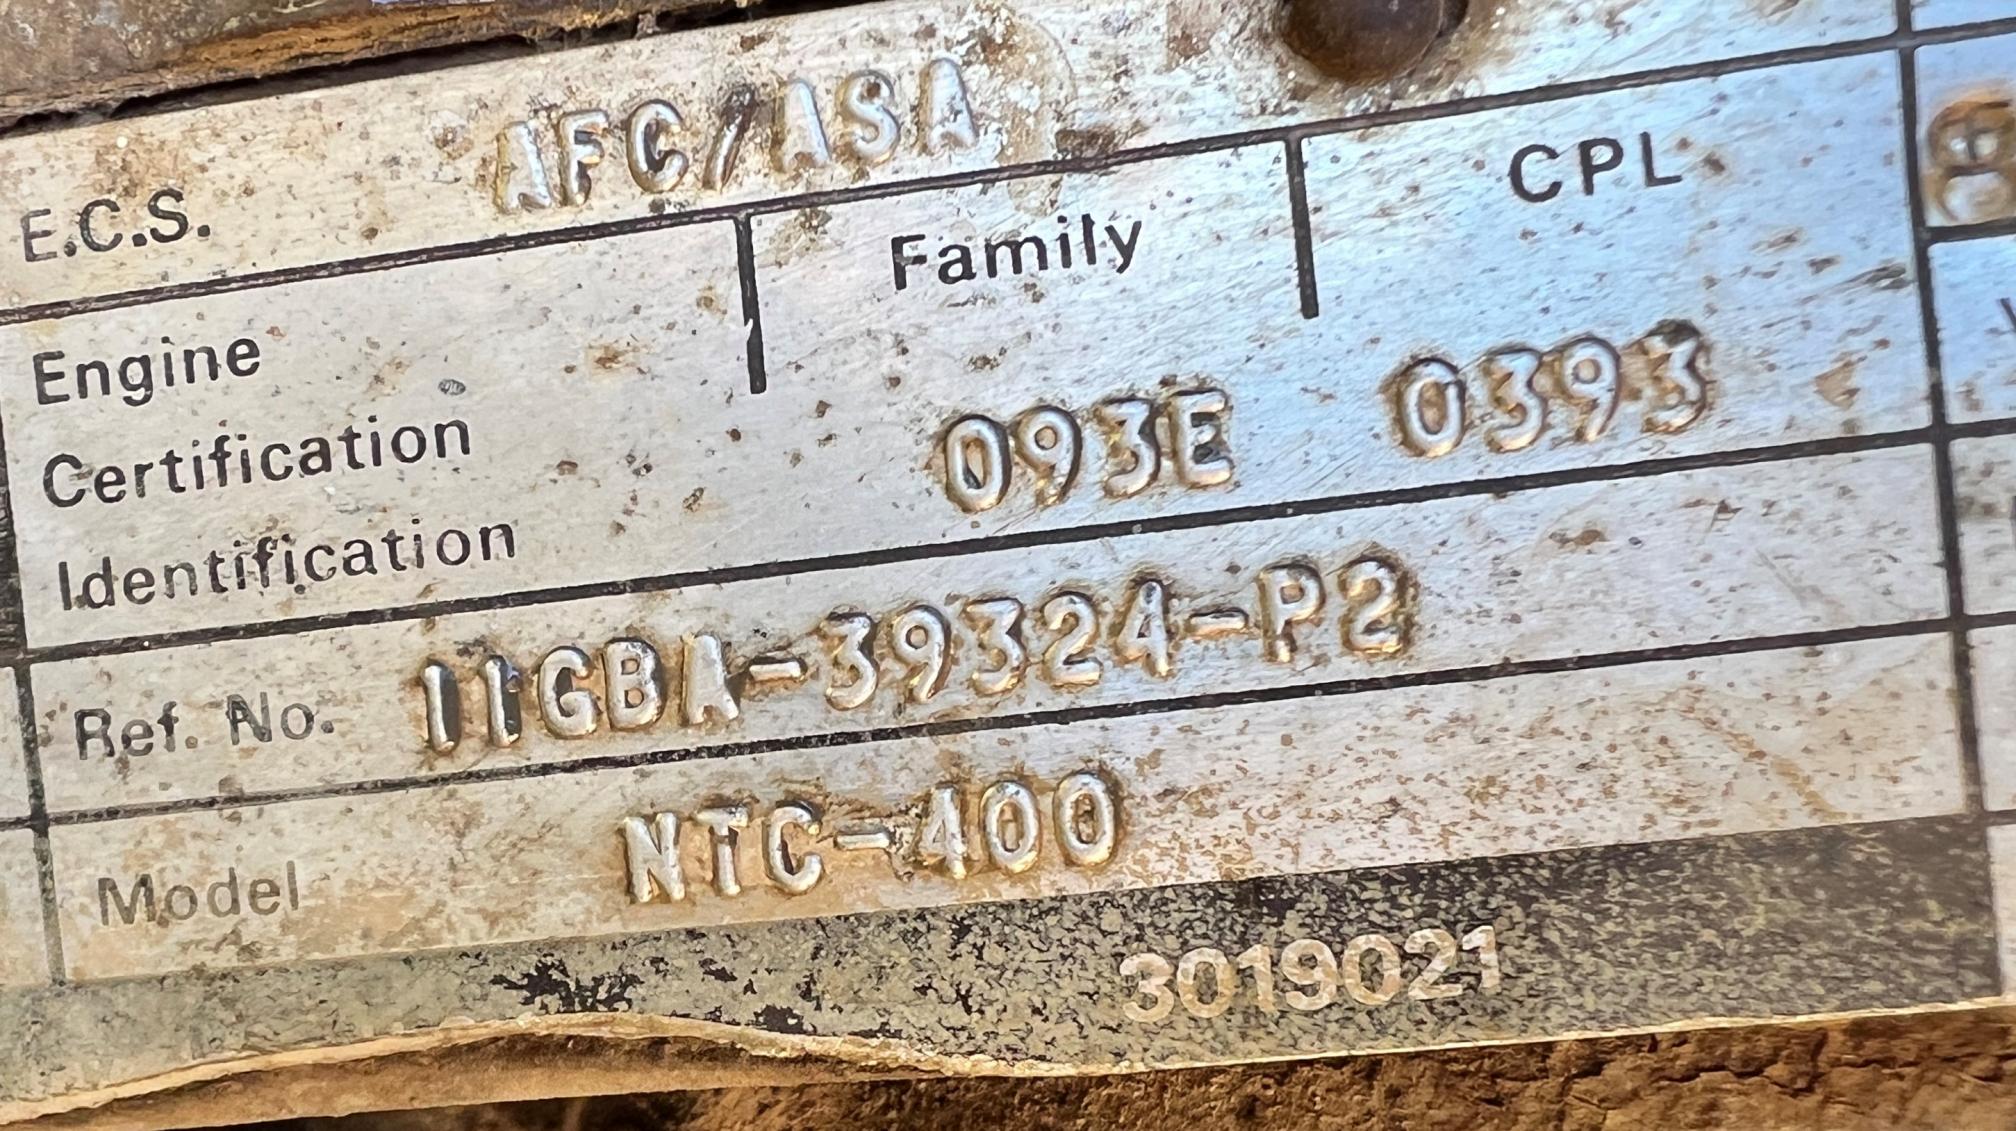 E.C.S. AFC/ASA
Engine Certification Identification
Family CPL
093E 0393
Ref. No. 11GBA-39324-P2
Model NTC-400
3019021